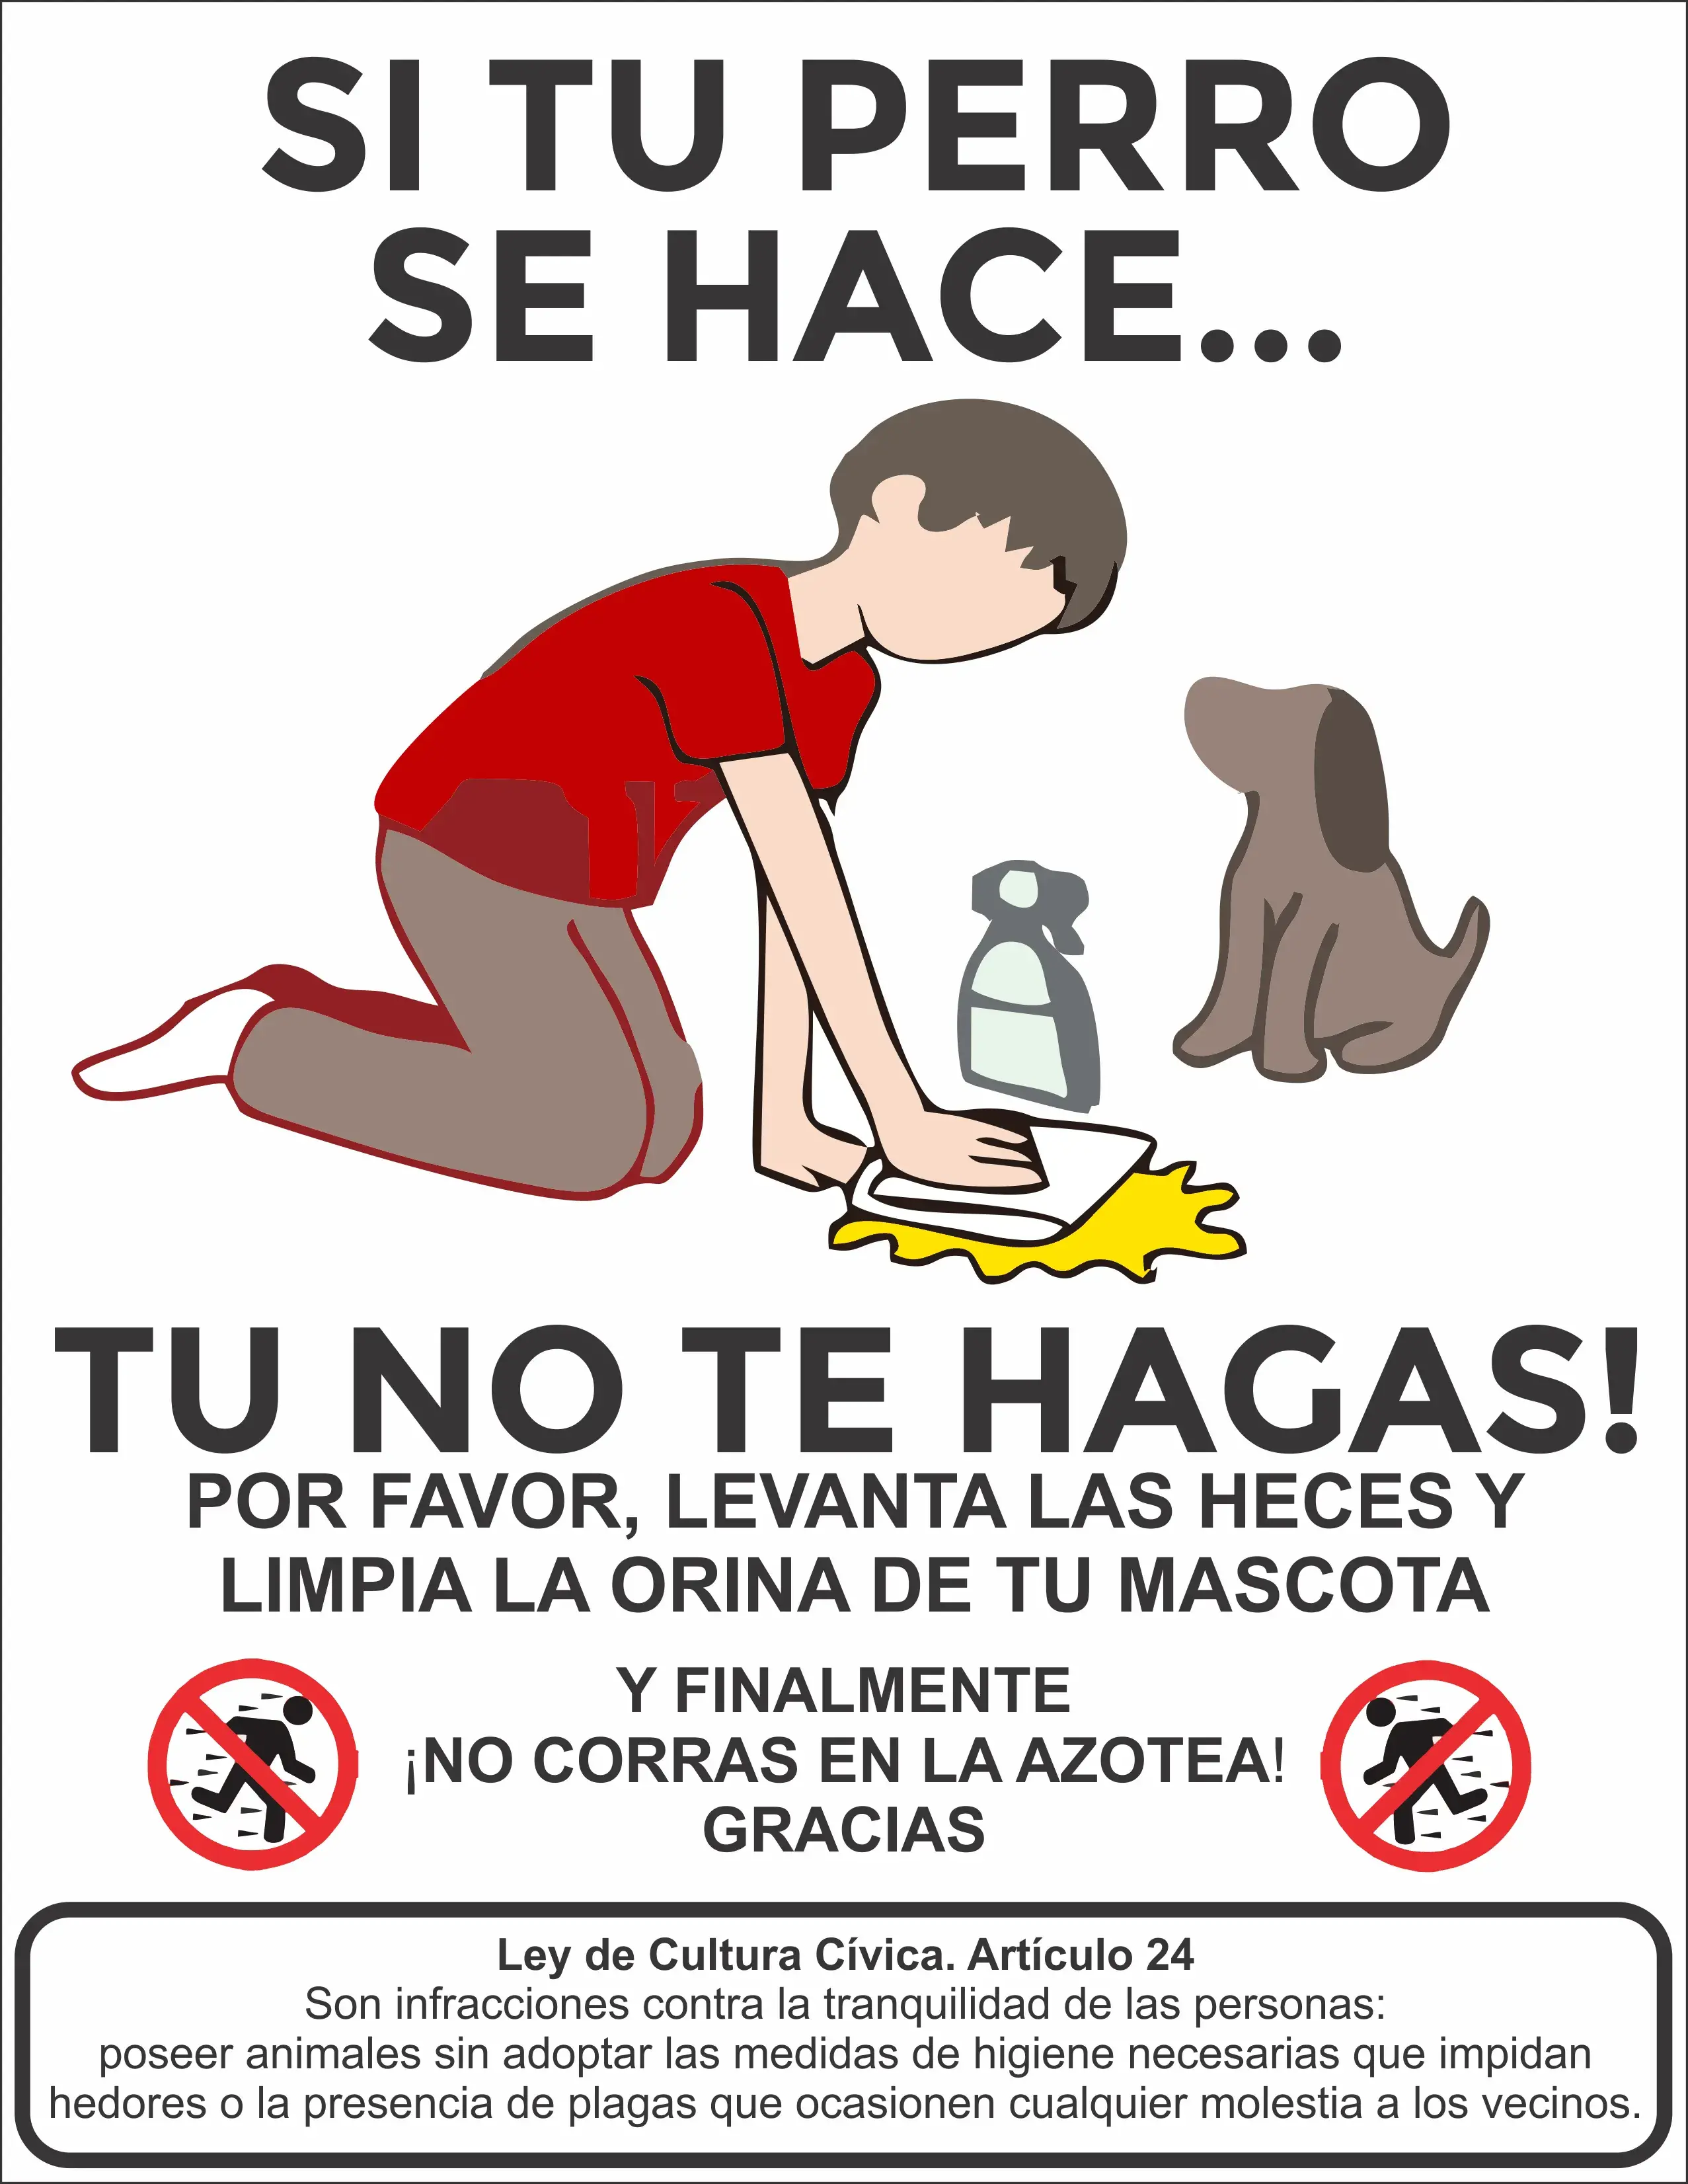 SI TU PERRO
SE HACE...
TU NO TE HAGAS!
POR FAVOR, LEVANTA LAS HECES Y
LIMPIA LA ORINA DE TU MASCOTA
Y FINALMENTE
¡NO CORRAS EN LA AZOTEA!
GRACIAS
Ley de Cultura Cívica. Artículo 24
Son infracciones contra la tranquilidad de las personas:
poseer animales sin adoptar las medidas de higiene necesarias que impidan
hedores o la presencia de plagas que ocasionen cualquier molestia a los vecinos.